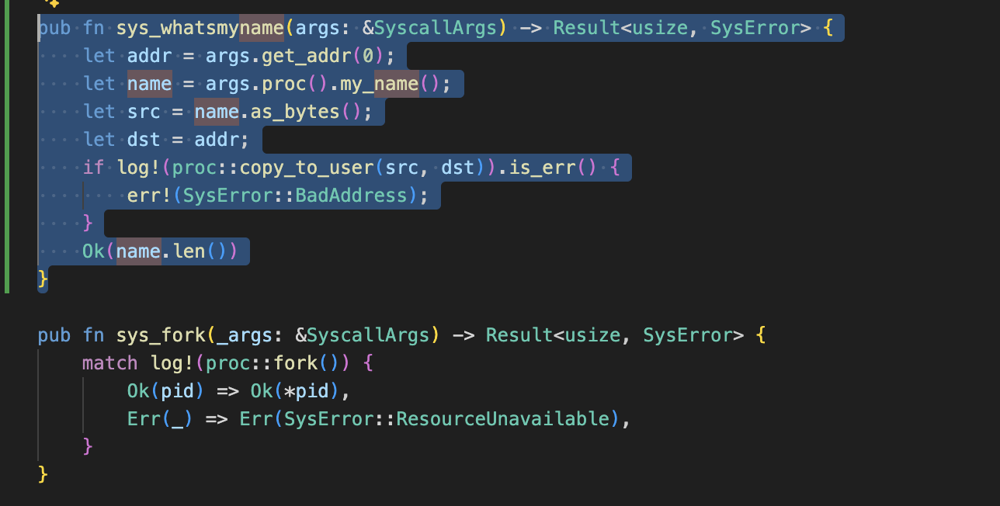 pub fn sys_whatsmyname(args: &SyscallArgs) -> Result<usize, SysError> {
    let addr = args.get_addr(0);
    let name = args.proc().my_name();
    let src = name.as_bytes();
    let dst = addr;
    if log!(proc::copy_to_user(src, dst)).is_err() {
        err!(SysError::BadAddress);
    }
    Ok(name.len())
}

pub fn sys_fork(_args: &SyscallArgs) -> Result<usize, SysError> {
    match log!(proc::fork()) {
        Ok(pid) => Ok(*pid),
        Err(_) => Err(SysError::ResourceUnavailable),
    }
}